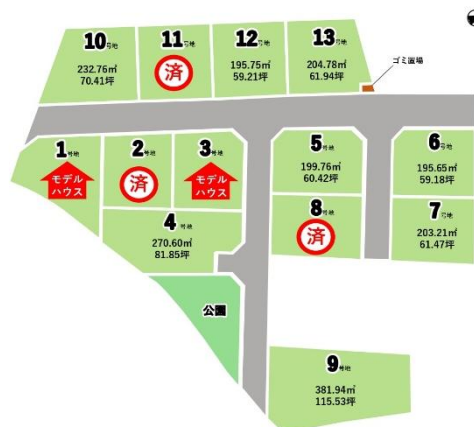 10号地
232.76㎡
70.41坪
11号地
済
12号地
195.75㎡
59.21坪
13号地
204.78㎡
61.94坪
ゴミ置場
1号地
モデル
ハウス
2号地
済
3号地
モデル
ハウス
4号地
270.60㎡
81.85坪
5号地
199.76㎡
60.42坪
6号地
195.65㎡
59.18坪
7号地
203.21㎡
61.47坪
8号地
済
公園
9号地
381.94㎡
115.53坪